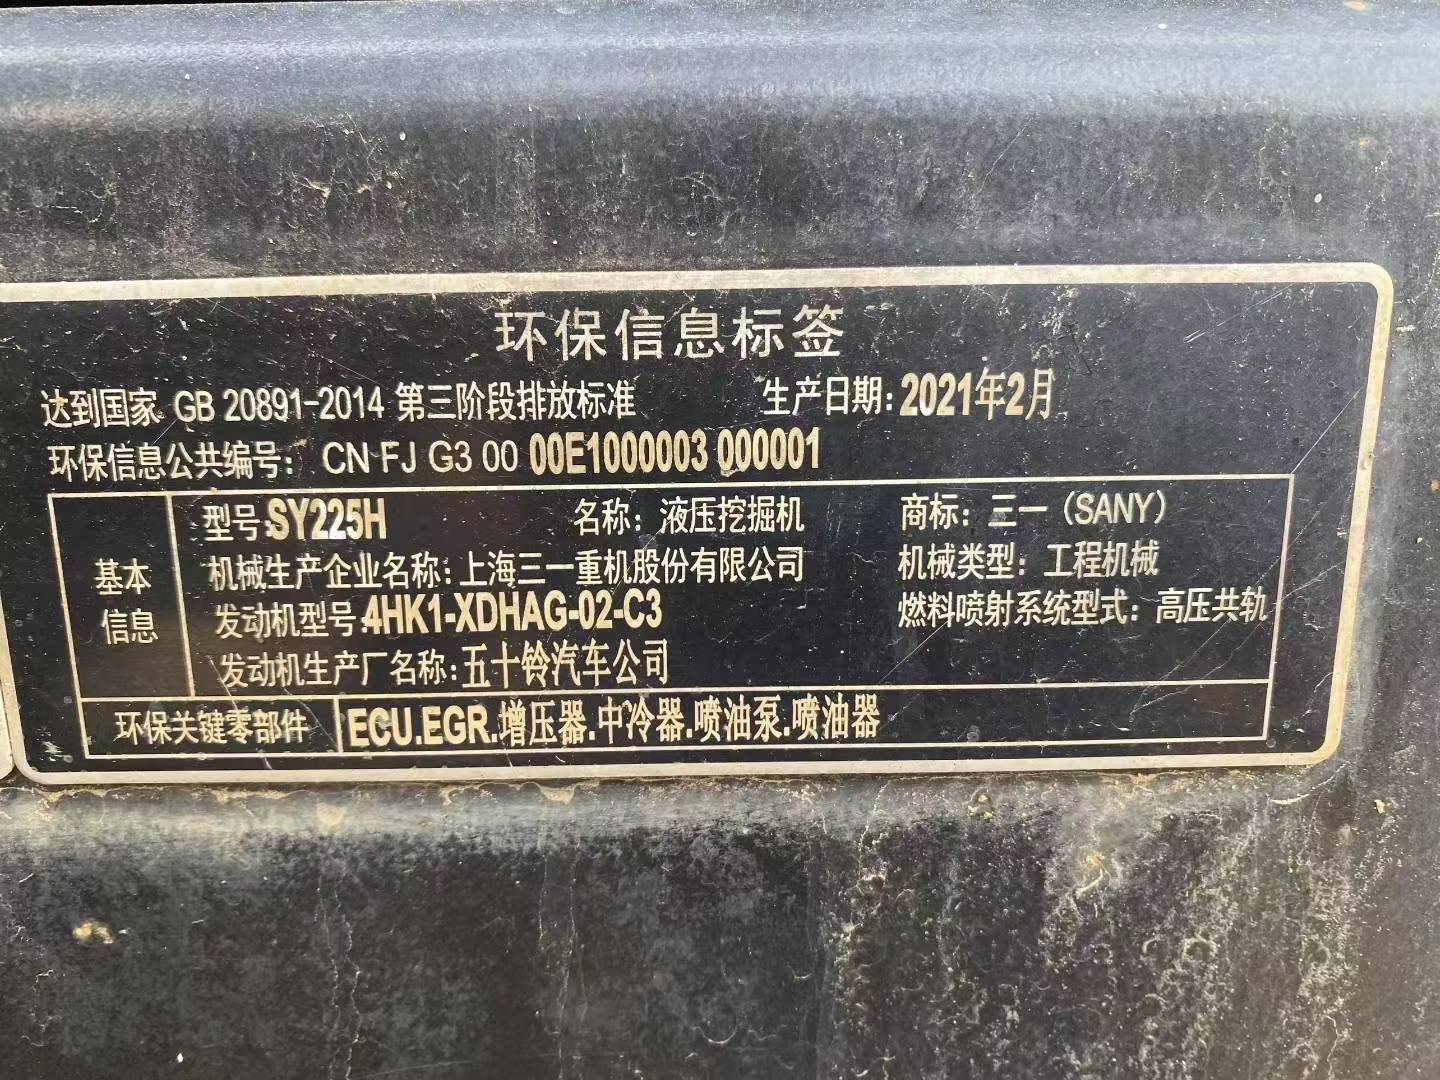 环保信息标签
达到国家 GB 20891-2014 第三阶段排放标准 生产日期: 2021年2月
环保信息公共编号: CN FJ G3 00 00E1000003 000001
基本信息
型号:SY225H 名称: 液压挖掘机 商标: 三一(SANY)
机械生产企业名称: 上海三一重机股份有限公司 机械类型: 工程机械
发动机型号:4HK1-XDHAG-02-C3 燃料喷射系统型式: 高压共轨
发动机生产厂名称: 五十铃汽车公司
环保关键零部件 ECU.EGR.增压器.中冷器.喷油泵.喷油器